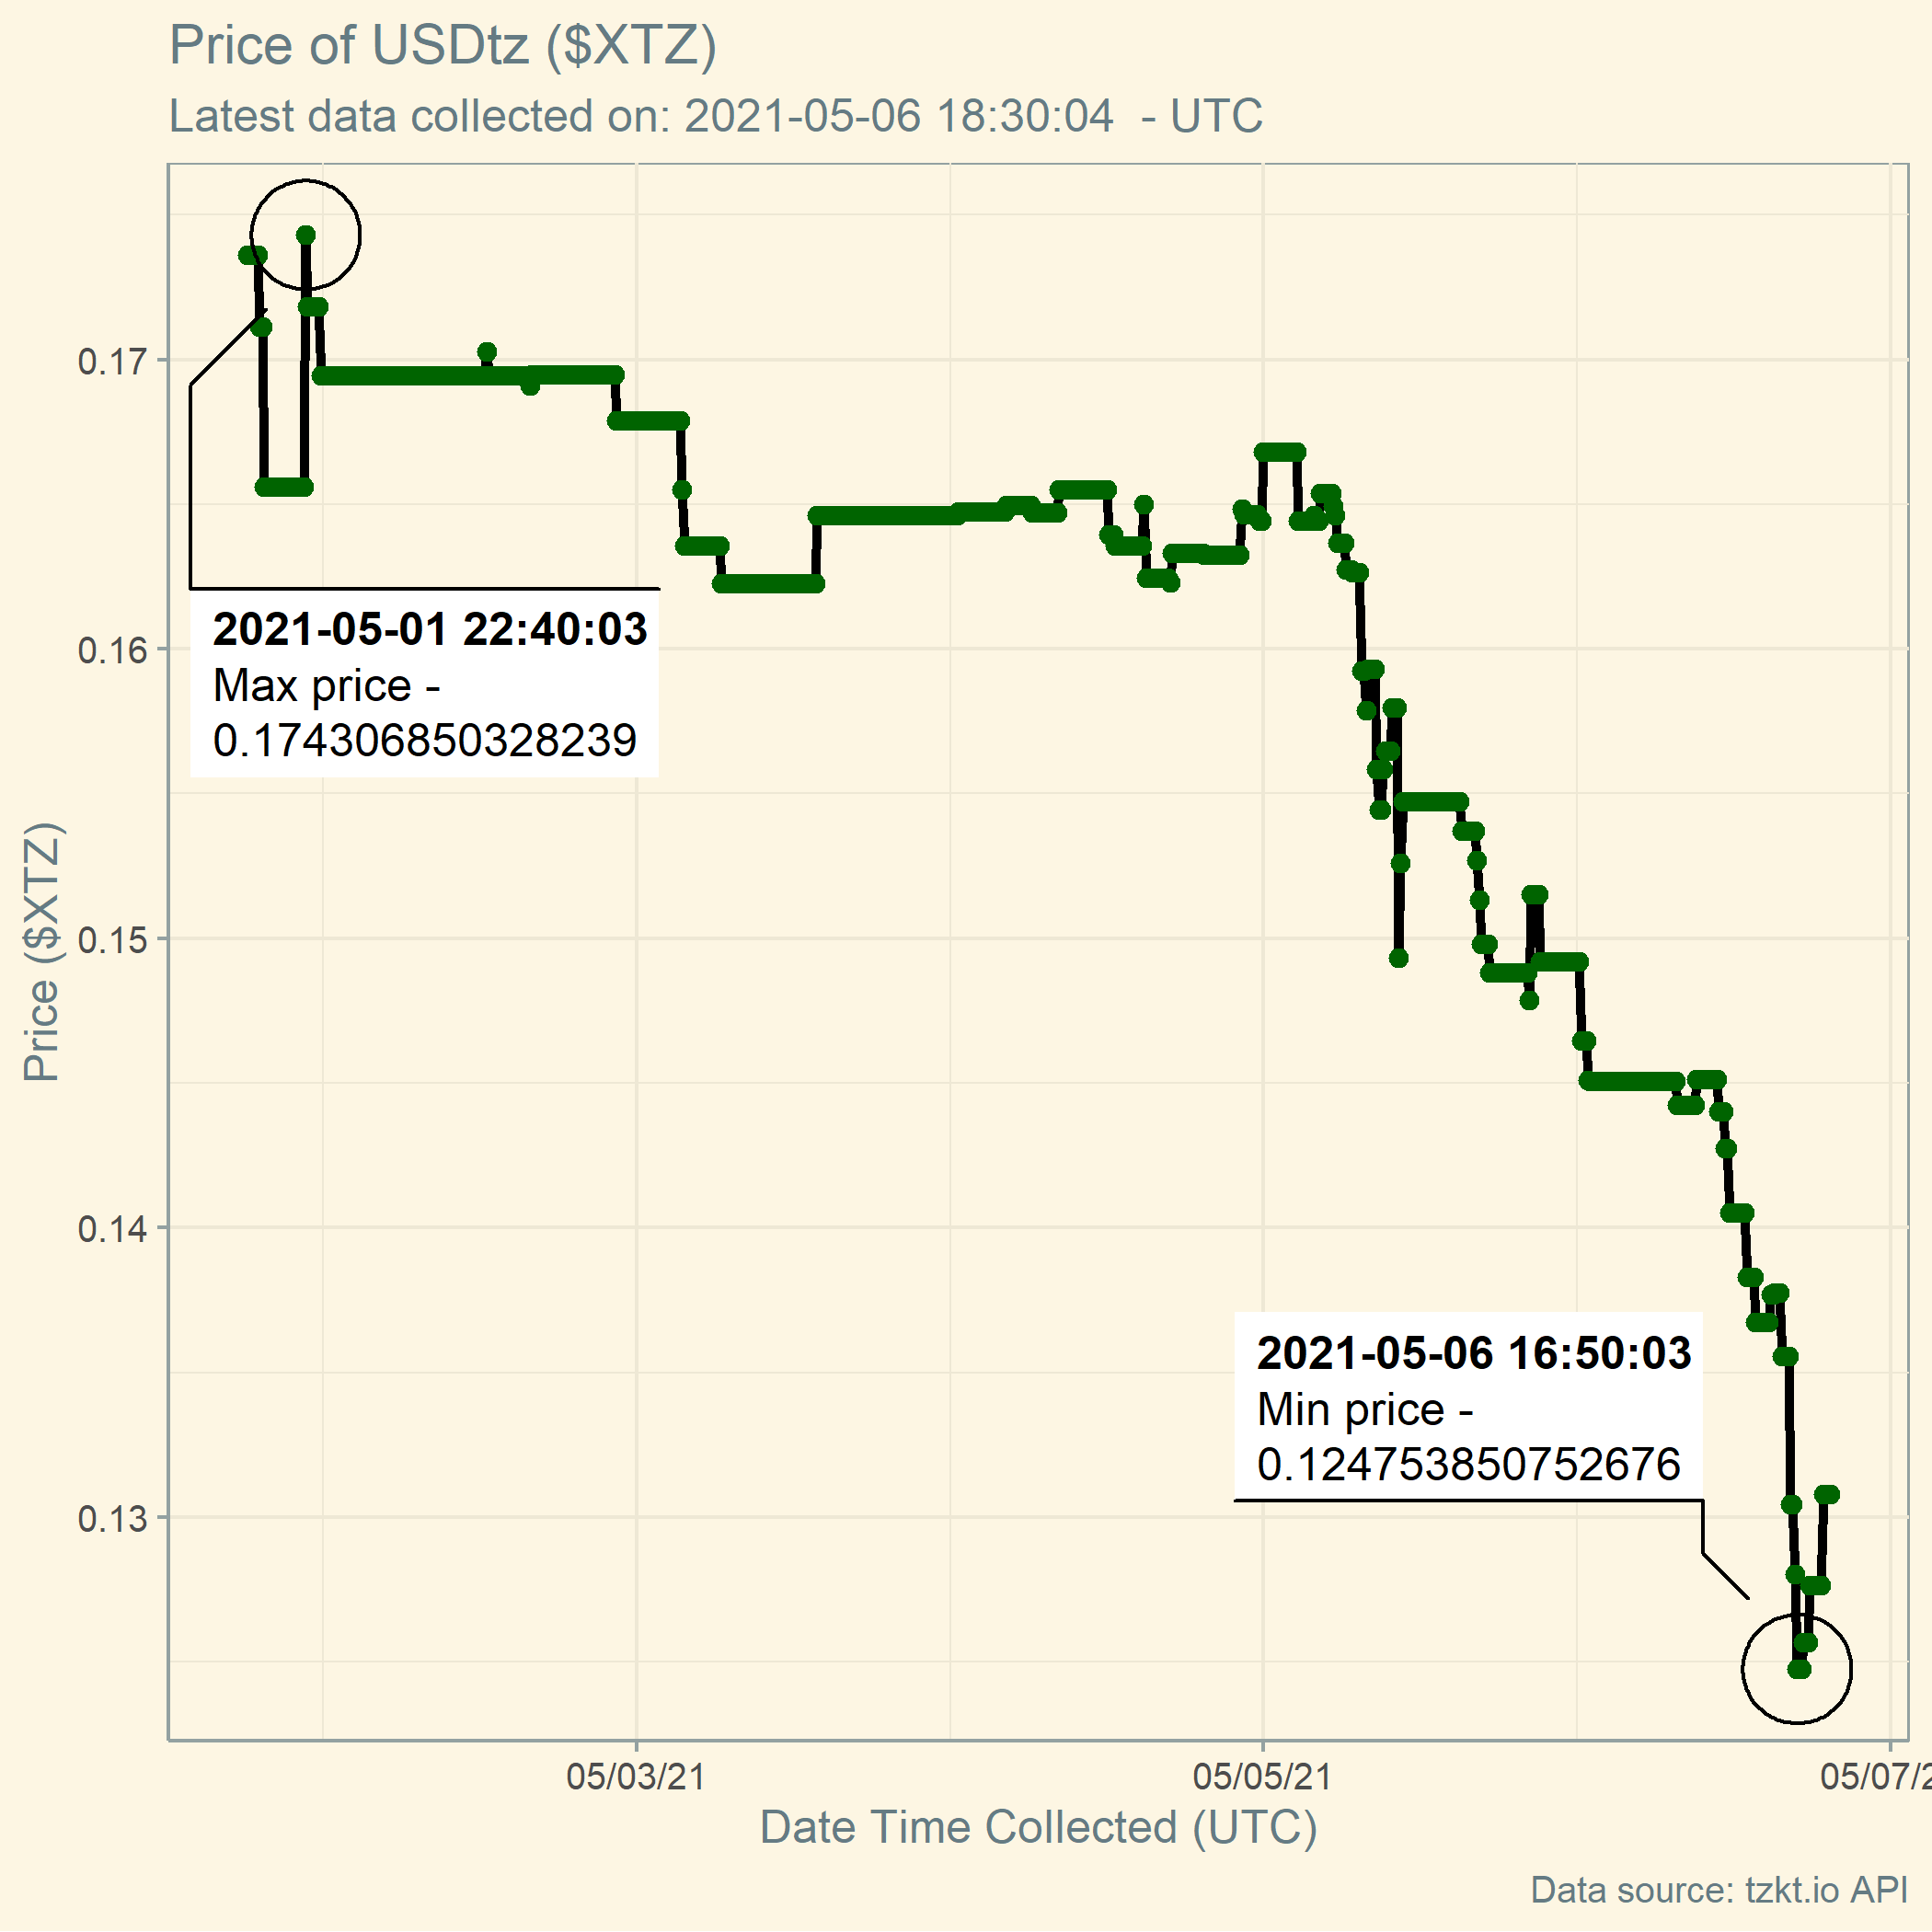 Price of USDtz ($XTZ)
Latest data collected on: 2021-05-06 18:30:04  - UTC
Price ($XTZ)
0.17
0.16
0.15
0.14
0.13
2021-05-01 22:40:03
Max price -
0.174306850328239
2021-05-06 16:50:03
Min price -
0.124753850752676
05/03/21
05/05/21
05/07/2
Date Time Collected (UTC)
Data source: tzkt.io API